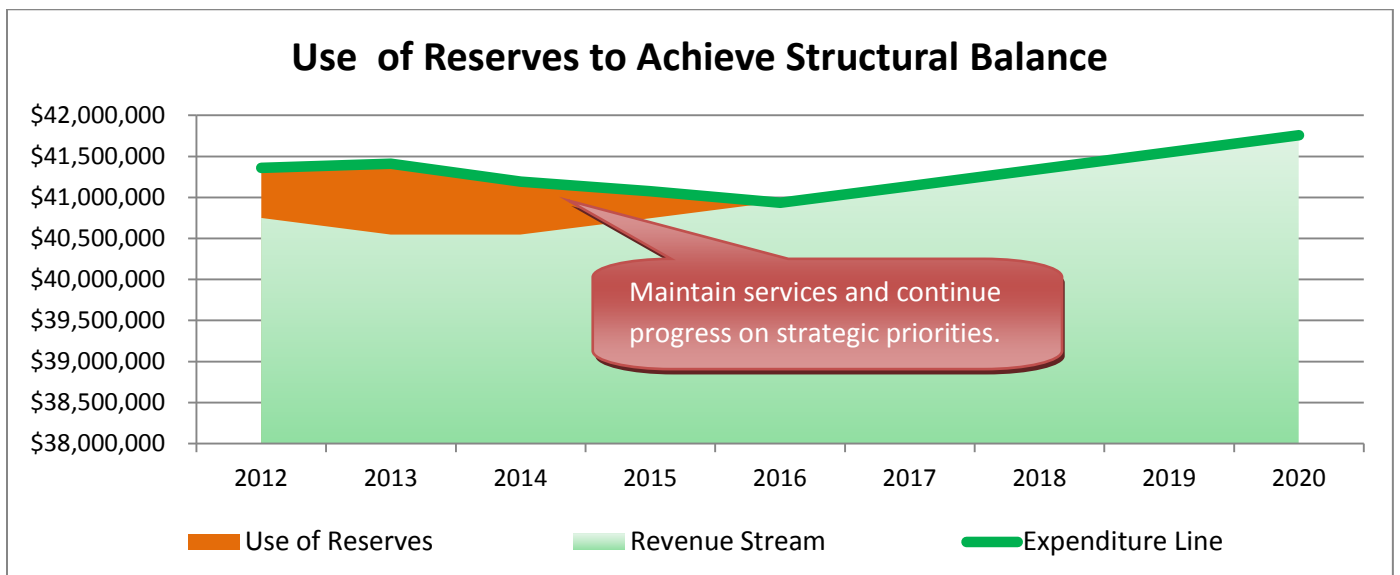 Use of Reserves to Achieve Structural Balance
$42,000,000
$41,500,000
$41,000,000
$40,500,000
$40,000,000
$39,500,000
$39,000,000
$38,500,000
$38,000,000
Maintain services and continue
progress on strategic priorities.
2012 2013 2014 2015 2016 2017 2018 2019 2020
Use of Reserves Revenue Stream Expenditure Line